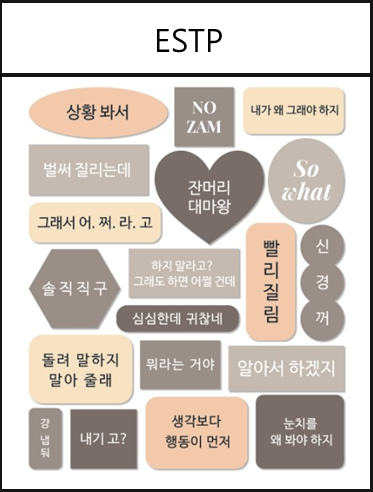 ESTP
상황 봐서
NO
ZAM
내가 왜 그래야 하지
벌써 질리는데
잔머리
대마왕
So
what
그래서 어. 쩌. 라. 고
빨
리
질
림
신
경
꺼
솔 직 직 구
하지 말라고?
그래도 하면 어쩔 건데
심심한데 귀찮네
돌려 말하지
말아 줄래
뭐라는 거야
알아서 하겠지
걍
냅
둬
내기 고?
생각보다
행동이 먼저
눈치를
왜 봐야 하지